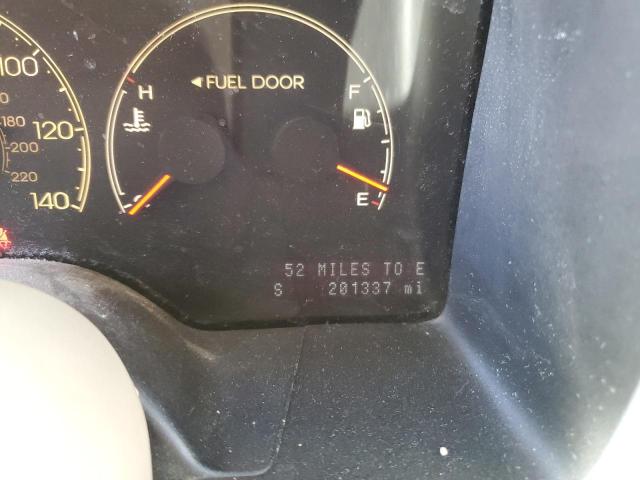 100
120
140
180
200
220
H
◄FUEL DOOR
F
C
E
52 MILES TO E
S 201337 mi